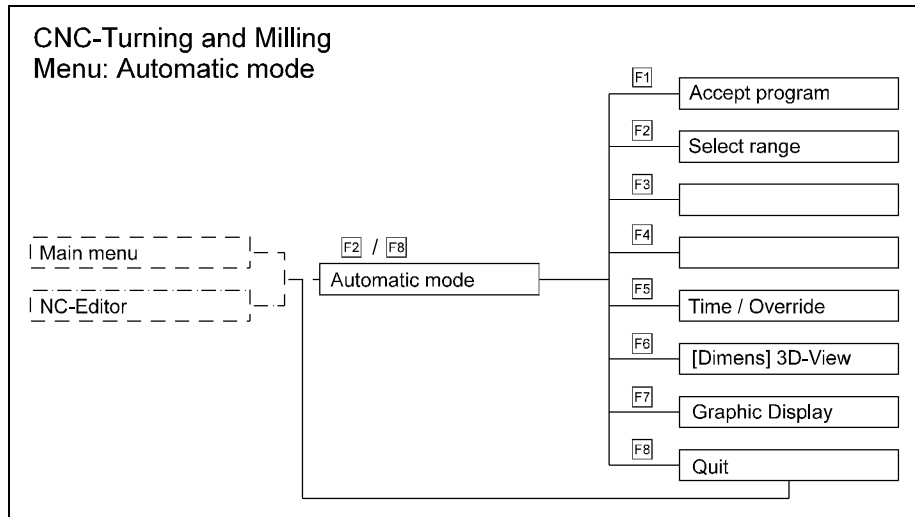 CNC-Turning and Milling
Menu: Automatic mode
F1
Accept program
F2
Select range
F3
F4
Main menu
NC-Editor
F2 / F8
Automatic mode
F5
Time / Override
F6
[Dimens] 3D-View
F7
Graphic Display
F8
Quit